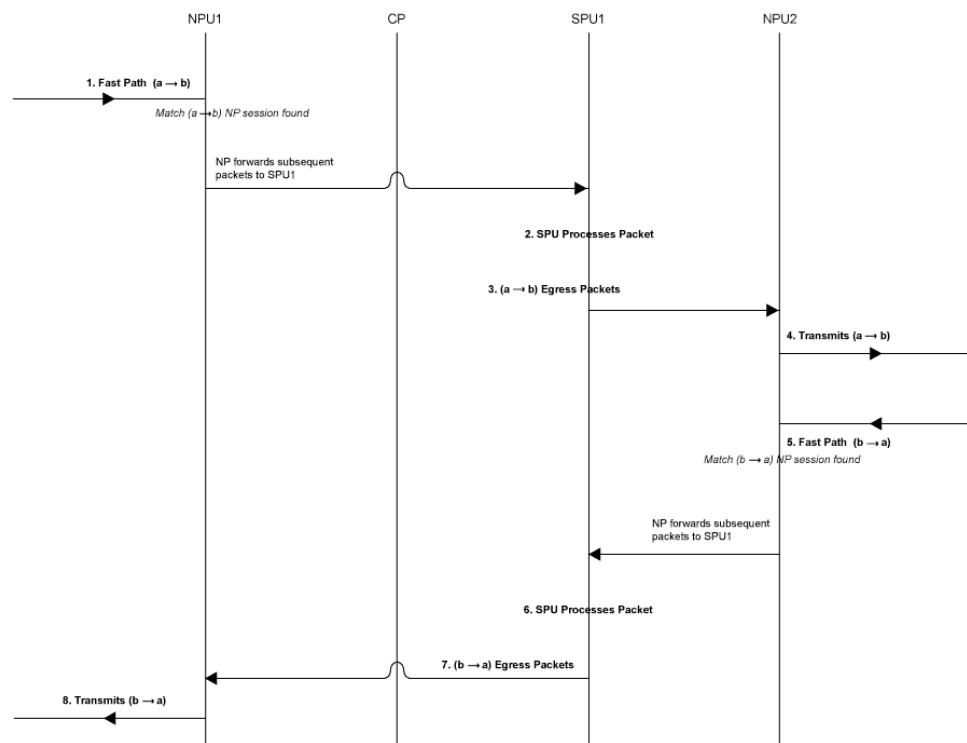 NPU1 CP SPU1 NPU2
1. Fast Path (a → b)
Match (a → b) NP session found
NP forwards subsequent
packets to SPU1
2. SPU Processes Packet
3. (a → b) Egress Packets
4. Transmits (a → b)
5. Fast Path (b → a)
Match (b → a) NP session found
NP forwards subsequent
packets to SPU1
6. SPU Processes Packet
7. (b → a) Egress Packets
8. Transmits (b → a)